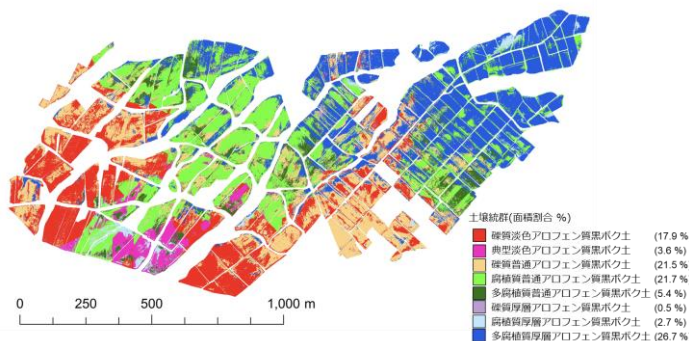 土壌統群(面積割合 %)
礫質淡色アロフェン質黒ボク土 (17.9 %)
典型淡色アロフェン質黒ボク土 (3.6 %)
礫質普通アロフェン質黒ボク土 (21.5 %)
腐植質普通アロフェン質黒ボク土 (21.7 %)
多腐植質普通アロフェン質黒ボク土 (5.4 %)
礫質厚層アロフェン質黒ボク土 (0.5 %)
腐植質厚層アロフェン質黒ボク土 (2.7 %)
多腐植質厚層アロフェン質黒ボク土 (26.7 %)
0 250 500 1,000 m